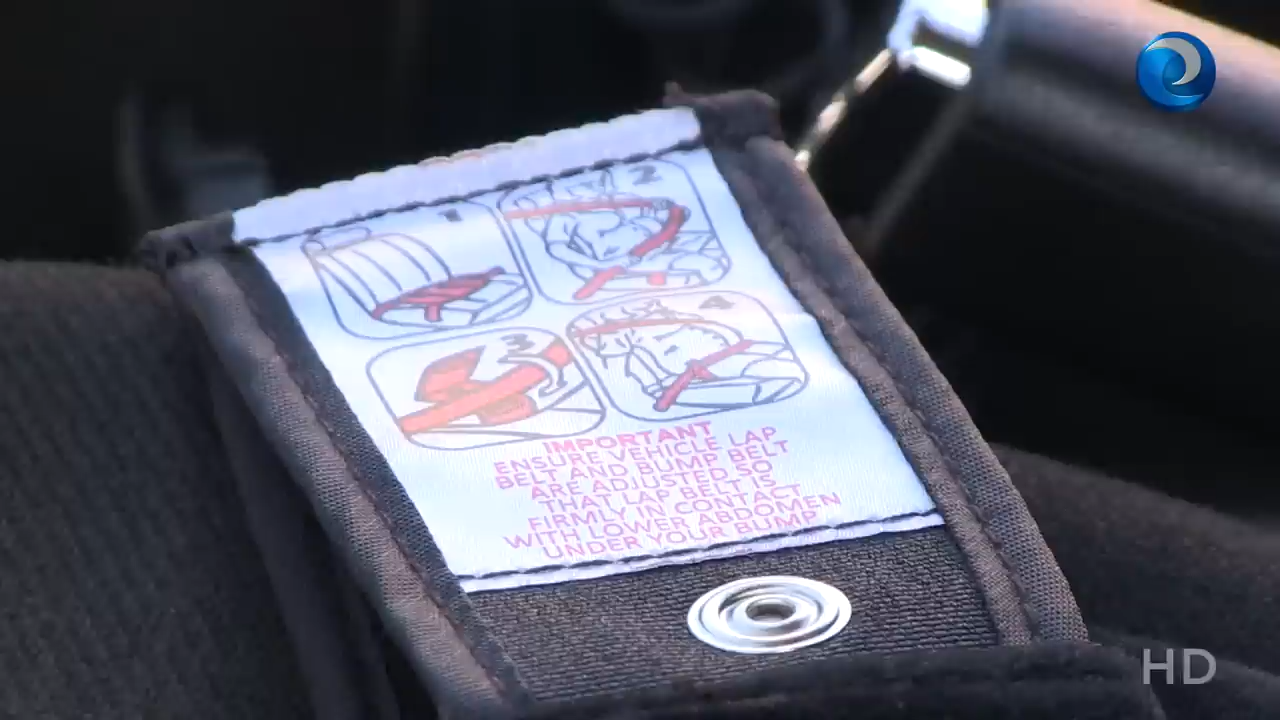 1
2
3
4
IMPORTANT
ENSURE VEHICLE LAP
BELT AND BUMP BELT
ARE ADJUSTED SO
THAT LAP BELT IS
FIRMLY IN CONTACT
WITH LOWER ABDOMEN
UNDER YOUR BUMP
HD